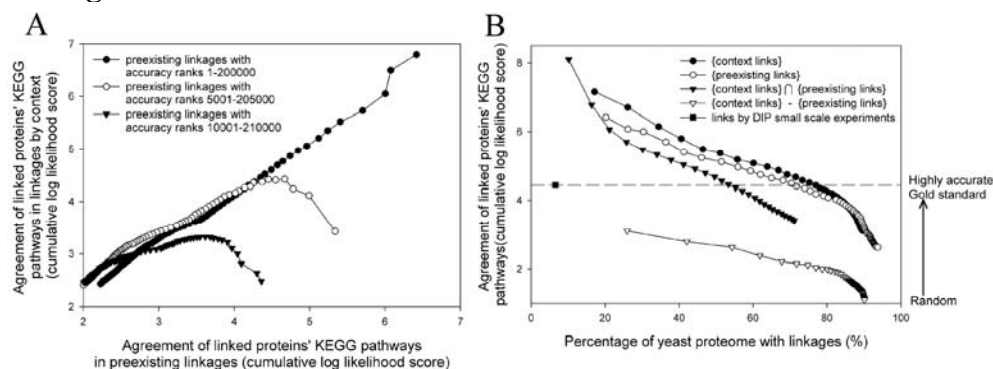 A
preexisting linkages with
accuracy ranks 1-200000
preexisting linkages with
accuracy ranks 5001-205000
preexisting linkages with
accuracy ranks 10001-210000
Agreement of linked proteins' KEGG
pathways in linkages by context
(cumulative log likelihood score)
7
6
5
4
3
2
2
3
4
5
6
7
Agreement of linked proteins' KEGG pathways
in preexisting linkages (cumulative log likelihood score)
B
{context links}
{preexisting links}
{context links} ∩ {preexisting links}
{context links} - {preexisting links}
links by DIP small scale experiments
Agreement of linked proteins' KEGG
pathways(cumulative log likelihood score)
8
6
4
2
0
20
40
60
80
100
Percentage of yeast proteome with linkages (%)
Highly accurate
Gold standard
Random